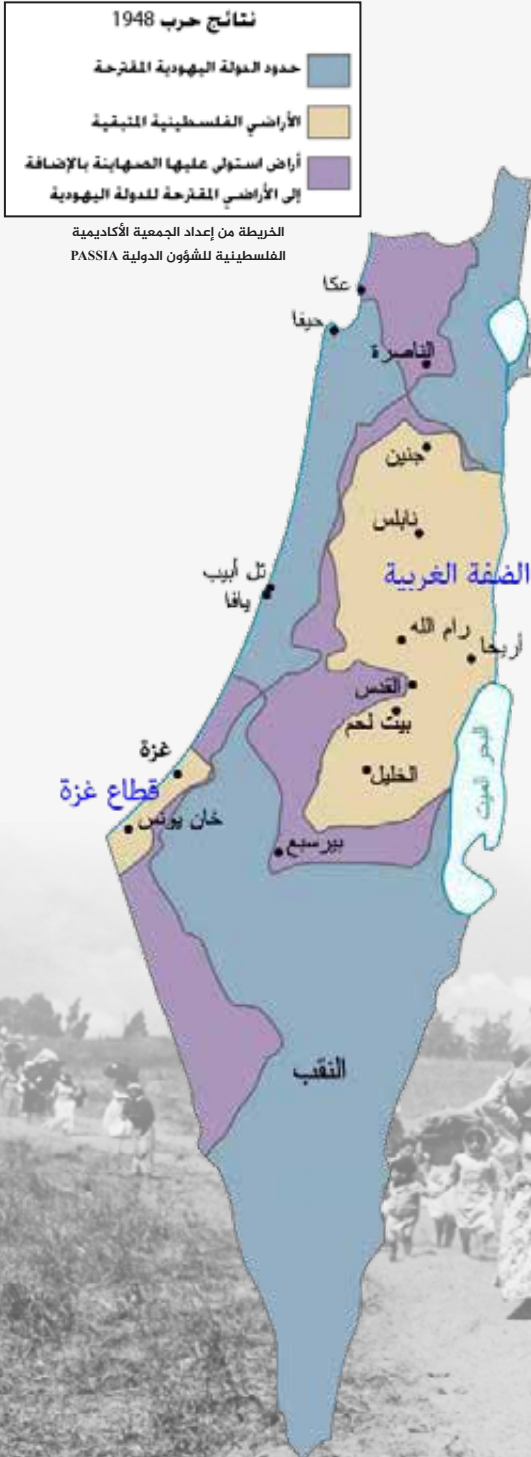 نتائج حرب 1948
حدود الدولة اليهودية المقترحة
الأراضي الفلسطينية المتبقية
أراض استولى عليها الصهاينة بالإضافة
إلى الأراضي المقترحة للدولة اليهودية
الخريطة من إعداد الجمعية الأكاديمية
الفلسطينية للشؤون الدولية PASSIA
عكا
حيفا
الناصرة
جنين
نابلس
الضفة الغربية
تل أبيب
يافا
رام الله
أريحا
القدس
بيت لحم
البحر الميت
غزة
الخليل
قطاع غزة
خان يونس
بيرسبع
النقب